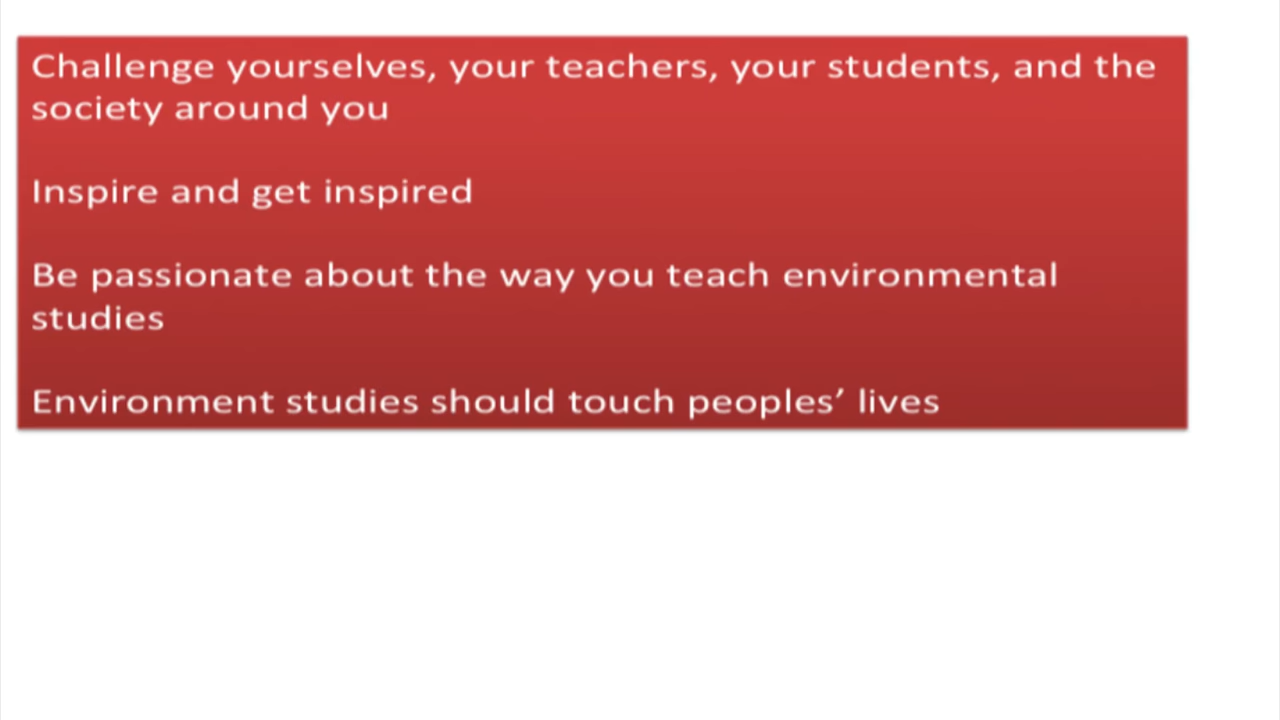 Challenge yourselves, your teachers, your students, and the
society around you
Inspire and get inspired
Be passionate about the way you teach environmental
studies
Environment studies should touch peoples’ lives